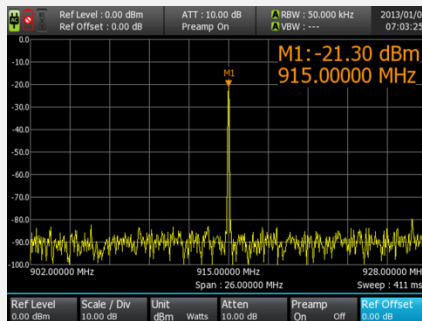 Ref Level : 0.00 dBm ATT : 10.00 dB A RBW : 50.000 kHz 2013/01/0
Ref Offset : 0.00 dB Preamp On A VBW : --- 07:03:25
0.0
M1: -21.30 dBm
-10.0
915.00000 MHz
M1
-20.0
-30.0
-40.0
-50.0
-60.0
-70.0
-80.0
-90.0
-100.0
902.00000 MHz 915.00000 MHz 928.00000 MHz
Span : 26.00000 MHz Sweep : 411 ms
Ref Level Scale / Div Unit Atten Preamp Ref Offset
0.00 dBm 10.00 dB dBm Watts 10.00 dB On Off 0.00 dB